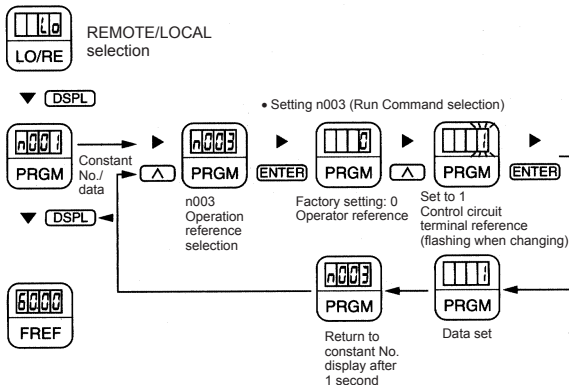 Lo
LO/RE
REMOTE/LOCAL
selection
▼ DSPL
• Setting n003 (Run Command selection)
n001
PRGM
Constant
No./
data
n003
PRGM
n003
Operation
reference
selection
ENTER
0
PRGM
Factory setting: 0
Operator reference
1
PRGM
Set to 1
Control circuit
terminal reference
(flashing when changing)
ENTER
▼ DSPL
6000
FREF
n003
PRGM
Return to
constant No.
display after
1 second
1
PRGM
Data set